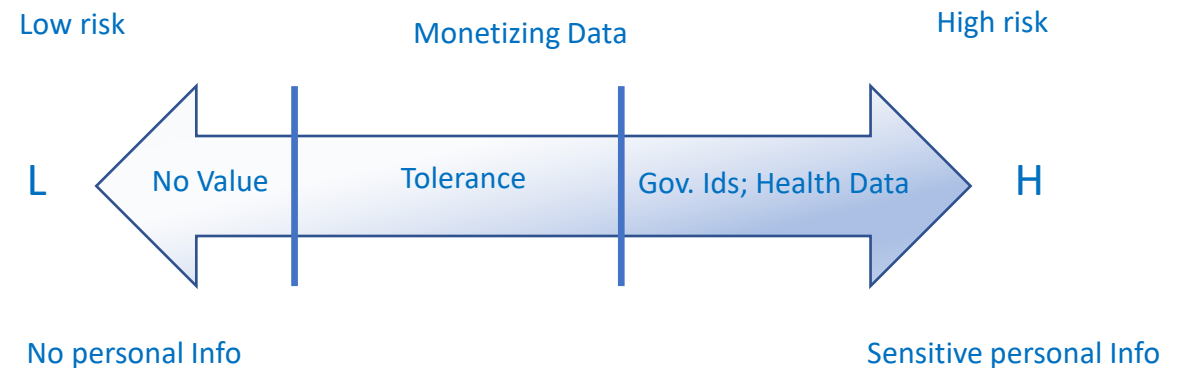 Low risk
Monetizing Data
High risk
L
No Value
Tolerance
Gov. Ids; Health Data
H
No personal Info
Sensitive personal Info